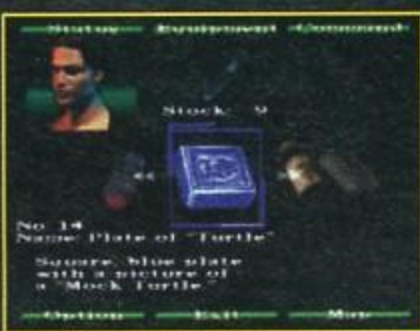 Status Equipment Command
Stock: 9
No.14
Name: Plate of "Turtle"
Square, blue plate
with a picture of
a "Mock Turtle."
Option Exit Map